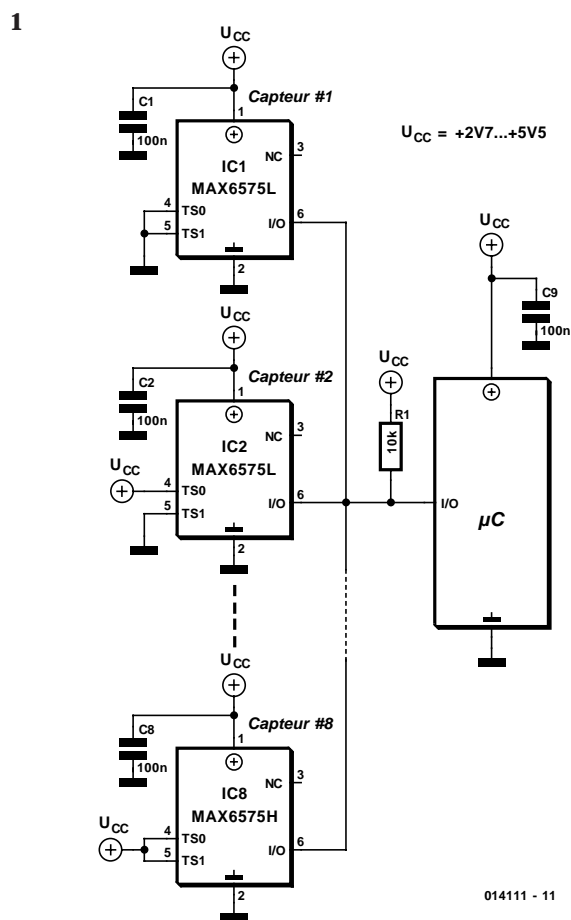 1
UCC
C1
100n
Capteur #1
1
3
NC
IC1
MAX6575L
4
TS0
5
TS1
I/O
6
2
UCC = +2V7...+5V5
UCC
C9
100n
UCC
C2
100n
Capteur #2
1
3
NC
IC2
MAX6575L
UCC
4
TS0
5
TS1
I/O
6
2
UCC
R1
10k
I/O
µC
UCC
C8
100n
Capteur #8
1
3
NC
IC8
MAX6575H
UCC
4
TS0
5
TS1
I/O
6
2
014111 - 11